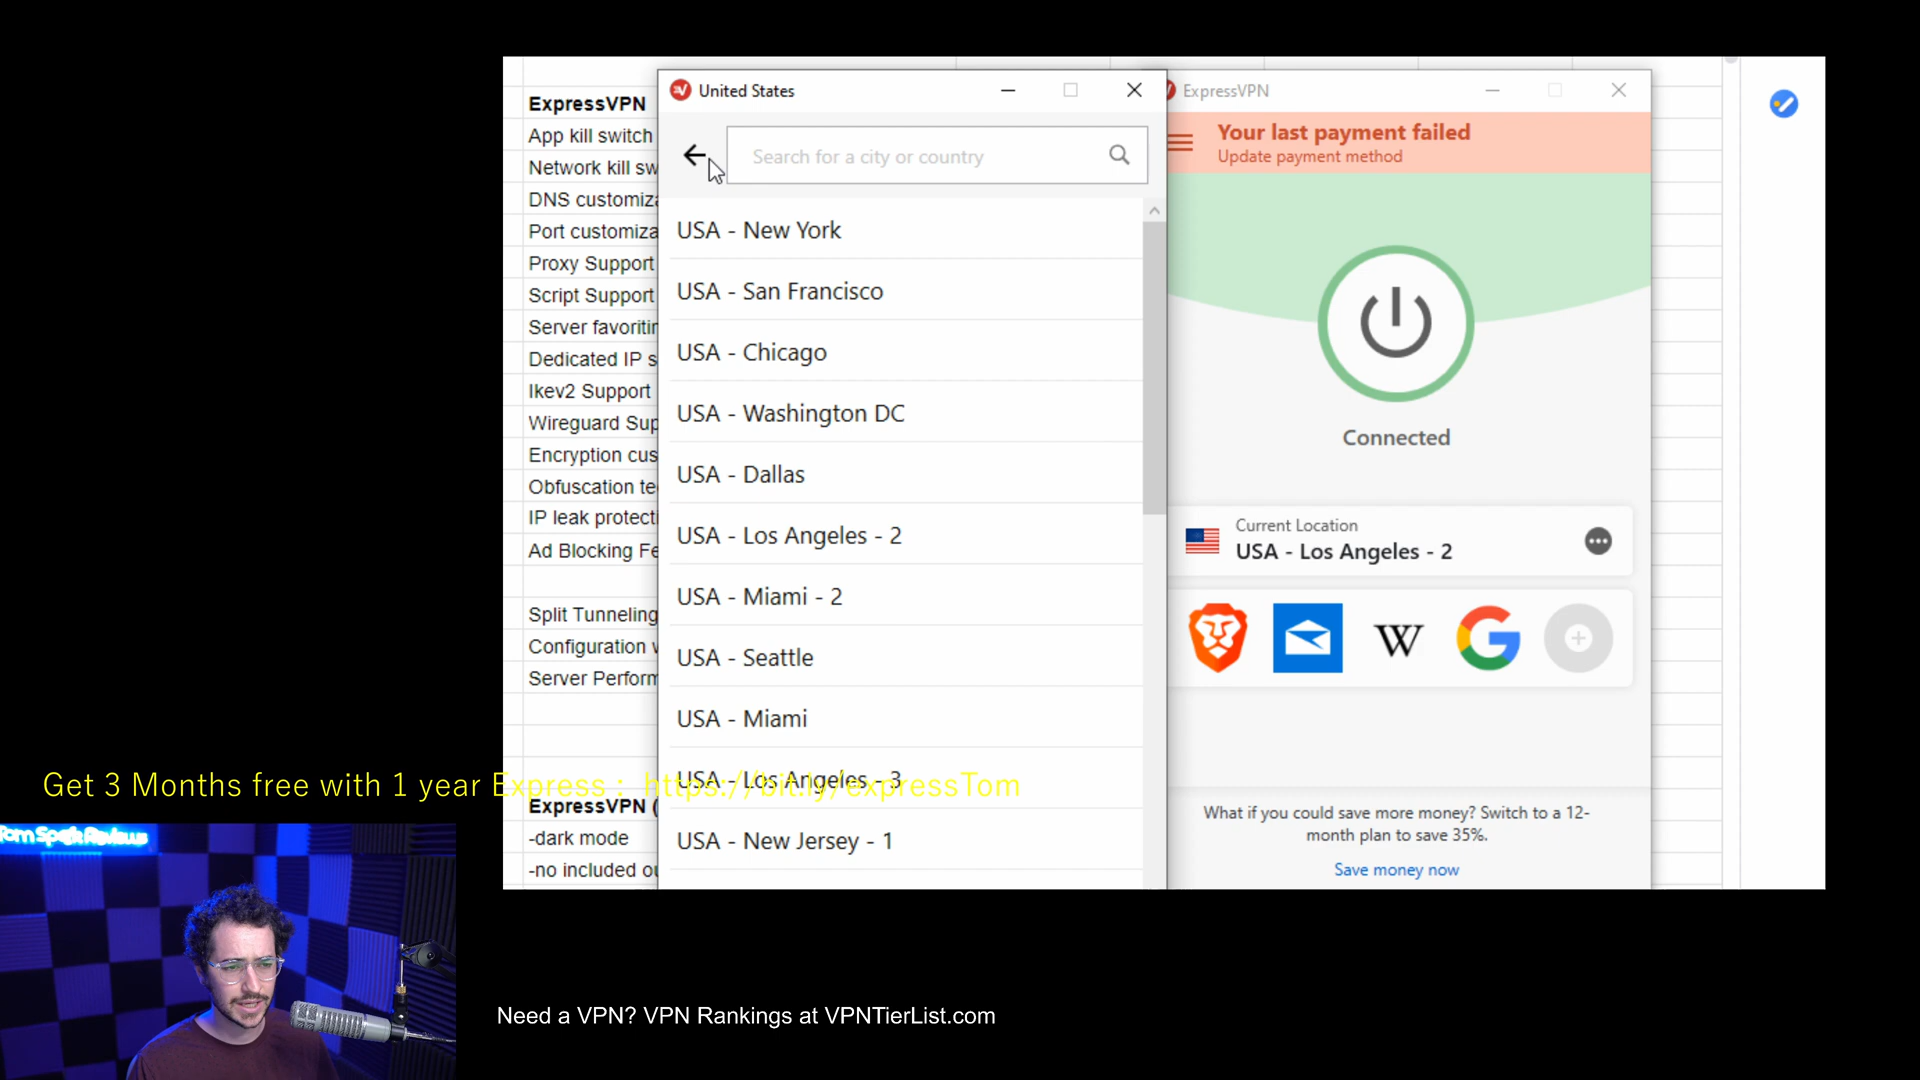 ExpressVPN
App kill switch
Network kill sw
DNS customiza
Port customiza
Proxy Support
Script Support
Server favoritin
Dedicated IP s
Ikev2 Support
Wireguard Sup
Encryption cus
Obfuscation te
IP leak protecti
Ad Blocking Fe
Split Tunneling
Configuration v
Server Perform
ExpressVPN (
-dark mode
-no included ou
United States
Search for a city or country
USA - New York
USA - San Francisco
USA - Chicago
USA - Washington DC
USA - Dallas
USA - Los Angeles - 2
USA - Miami - 2
USA - Seattle
USA - Miami
USA - Los Angeles - 3
USA - New Jersey - 1
ExpressVPN
Your last payment failed
Update payment method
Connected
Current Location
USA - Los Angeles - 2
W
G
What if you could save more money? Switch to a 12-
month plan to save 35%.
Save money now
Get 3 Months free with 1 year Express : https://bit.ly/expressTom
Tom Spark Reviews
Need a VPN? VPN Rankings at VPNTierList.com